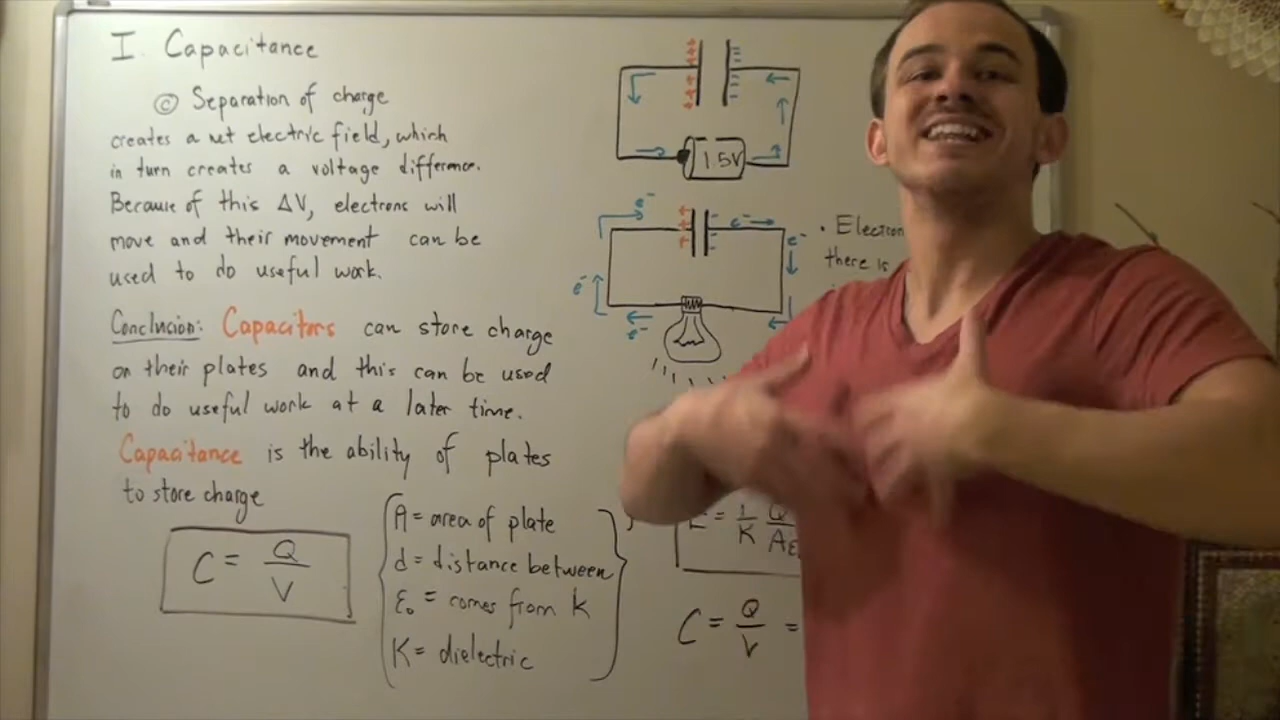 I. Capacitance
© Separation of charge
creates a net electric field, which
in turn creates a voltage difference.
Because of this ΔV, electrons will
move and their movement can be
used to do useful work.
Conclusion: Capacitors can store charge
on their plates and this can be used
to do useful work at a later time.
Capacitance is the ability of plates
to store charge
C = Q/V
A = area of plate
d = distance between
ε₀ = comes from k
K = dielectric
+ + + + + +
- - - - - -
1.5V
e⁻
+ + +
- - -
e⁻
e⁻
e⁻
e⁻
• Electron
there is
= 1/K Q/Aε
C = Q/V =